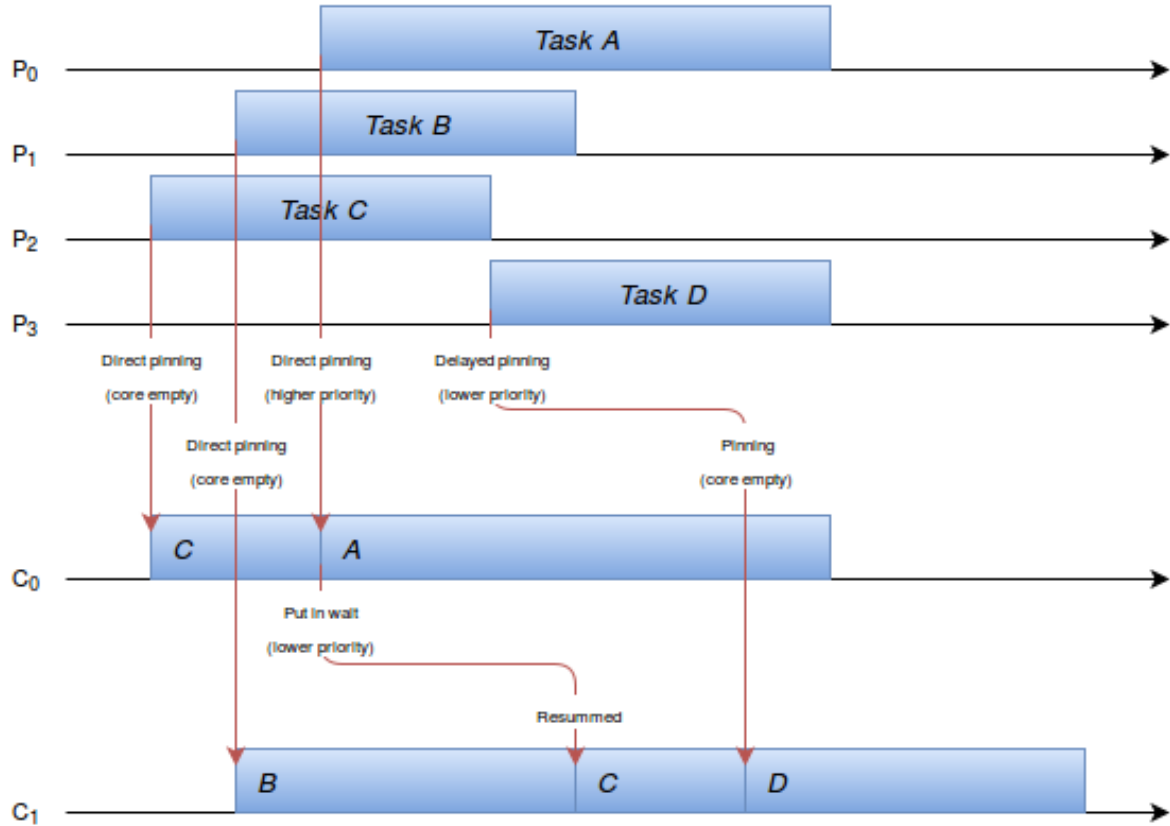 Task A
P0
Task B
P1
Task C
P2
Task D
P3
Direct pinning
(core empty)
Direct pinning
(higher priority)
Delayed pinning
(lower priority)
Direct pinning
(core empty)
Pinning
(core empty)
C
A
C0
Put in wait
(lower priority)
Resummed
B
C
D
C1